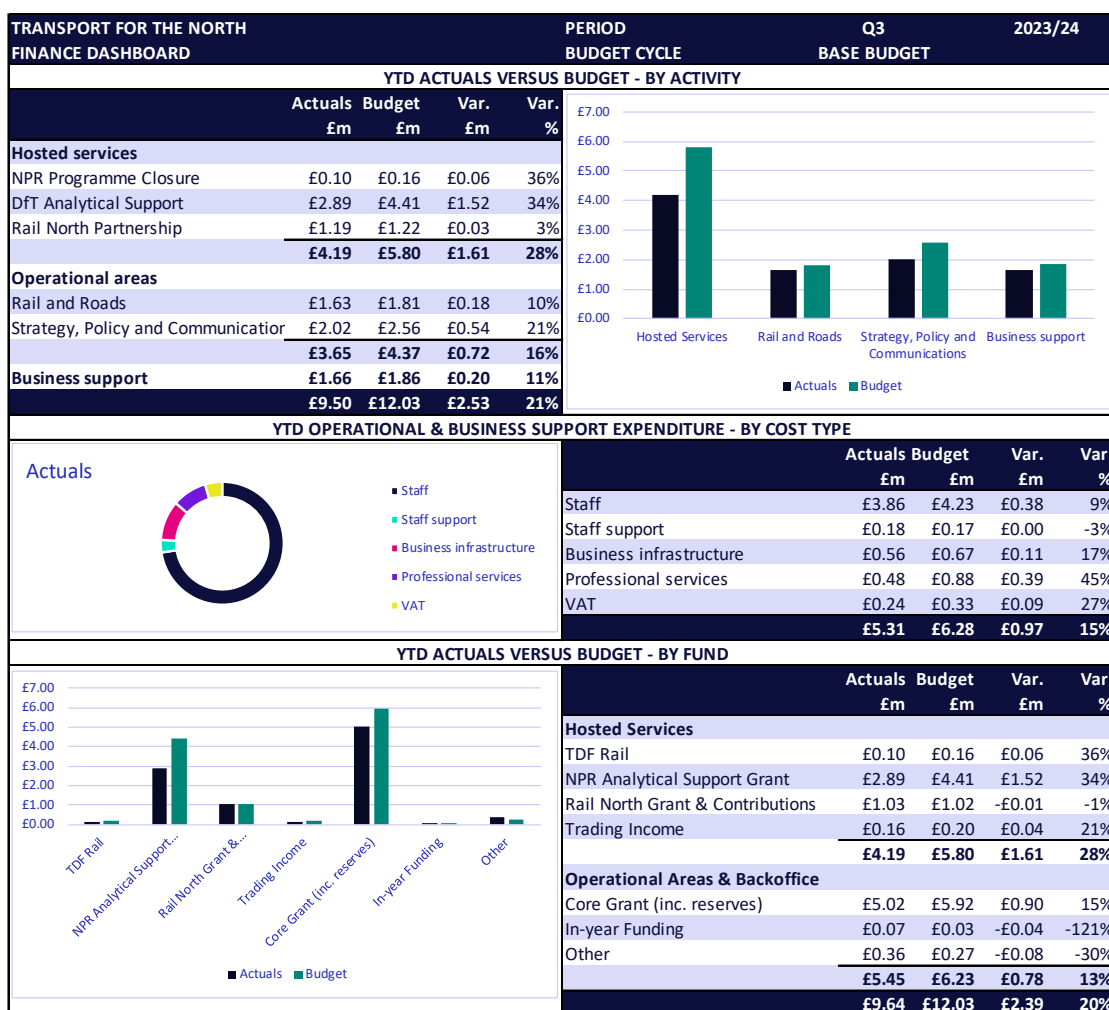 TRANSPORT FOR THE NORTH PERIOD Q3 2023/24
FINANCE DASHBOARD BUDGET CYCLE BASE BUDGET
YTD ACTUALS VERSUS BUDGET - BY ACTIVITY
Actuals Budget Var. Var.
£m £m £m %
Hosted services
NPR Programme Closure £0.10 £0.16 £0.06 36%
DfT Analytical Support £2.89 £4.41 £1.52 34%
Rail North Partnership £1.19 £1.22 £0.03 3%
£4.19 £5.80 £1.61 28%
Operational areas
Rail and Roads £1.63 £1.81 £0.18 10%
Strategy, Policy and Communication £2.02 £2.56 £0.54 21%
£3.65 £4.37 £0.72 16%
Business support £1.66 £1.86 £0.20 11%
£9.50 £12.03 £2.53 21%
£7.00
£6.00
£5.00
£4.00
£3.00
£2.00
£1.00
£0.00
Hosted Services Rail and Roads Strategy, Policy and Business support
Communications
Actuals Budget
YTD OPERATIONAL & BUSINESS SUPPORT EXPENDITURE - BY COST TYPE
Actuals
Staff
Staff support
Business infrastructure
Professional services
VAT
Actuals Budget Var. Var
£m £m £m %
Staff £3.86 £4.23 £0.38 9%
Staff support £0.18 £0.17 £0.00 -3%
Business infrastructure £0.56 £0.67 £0.11 17%
Professional services £0.48 £0.88 £0.39 45%
VAT £0.24 £0.33 £0.09 27%
£5.31 £6.28 £0.97 15%
YTD ACTUALS VERSUS BUDGET - BY FUND
£7.00
£6.00
£5.00
£4.00
£3.00
£2.00
£1.00
£0.00
TDF Rail
NPR Analytical Support...
Rail North Grant &...
Trading Income
Core Grant (inc. reserves)
In-year Funding
Other
Actuals Budget
Actuals Budget Var. Var
£m £m £m %
Hosted Services
TDF Rail £0.10 £0.16 £0.06 36%
NPR Analytical Support Grant £2.89 £4.41 £1.52 34%
Rail North Grant & Contributions £1.03 £1.02 -£0.01 -1%
Trading Income £0.16 £0.20 £0.04 21%
£4.19 £5.80 £1.61 28%
Operational Areas & Backoffice
Core Grant (inc. reserves) £5.02 £5.92 £0.90 15%
In-year Funding £0.07 £0.03 -£0.04 -121%
Other £0.36 £0.27 -£0.08 -30%
£5.45 £6.23 £0.78 13%
£9.64 £12.03 £2.39 20%